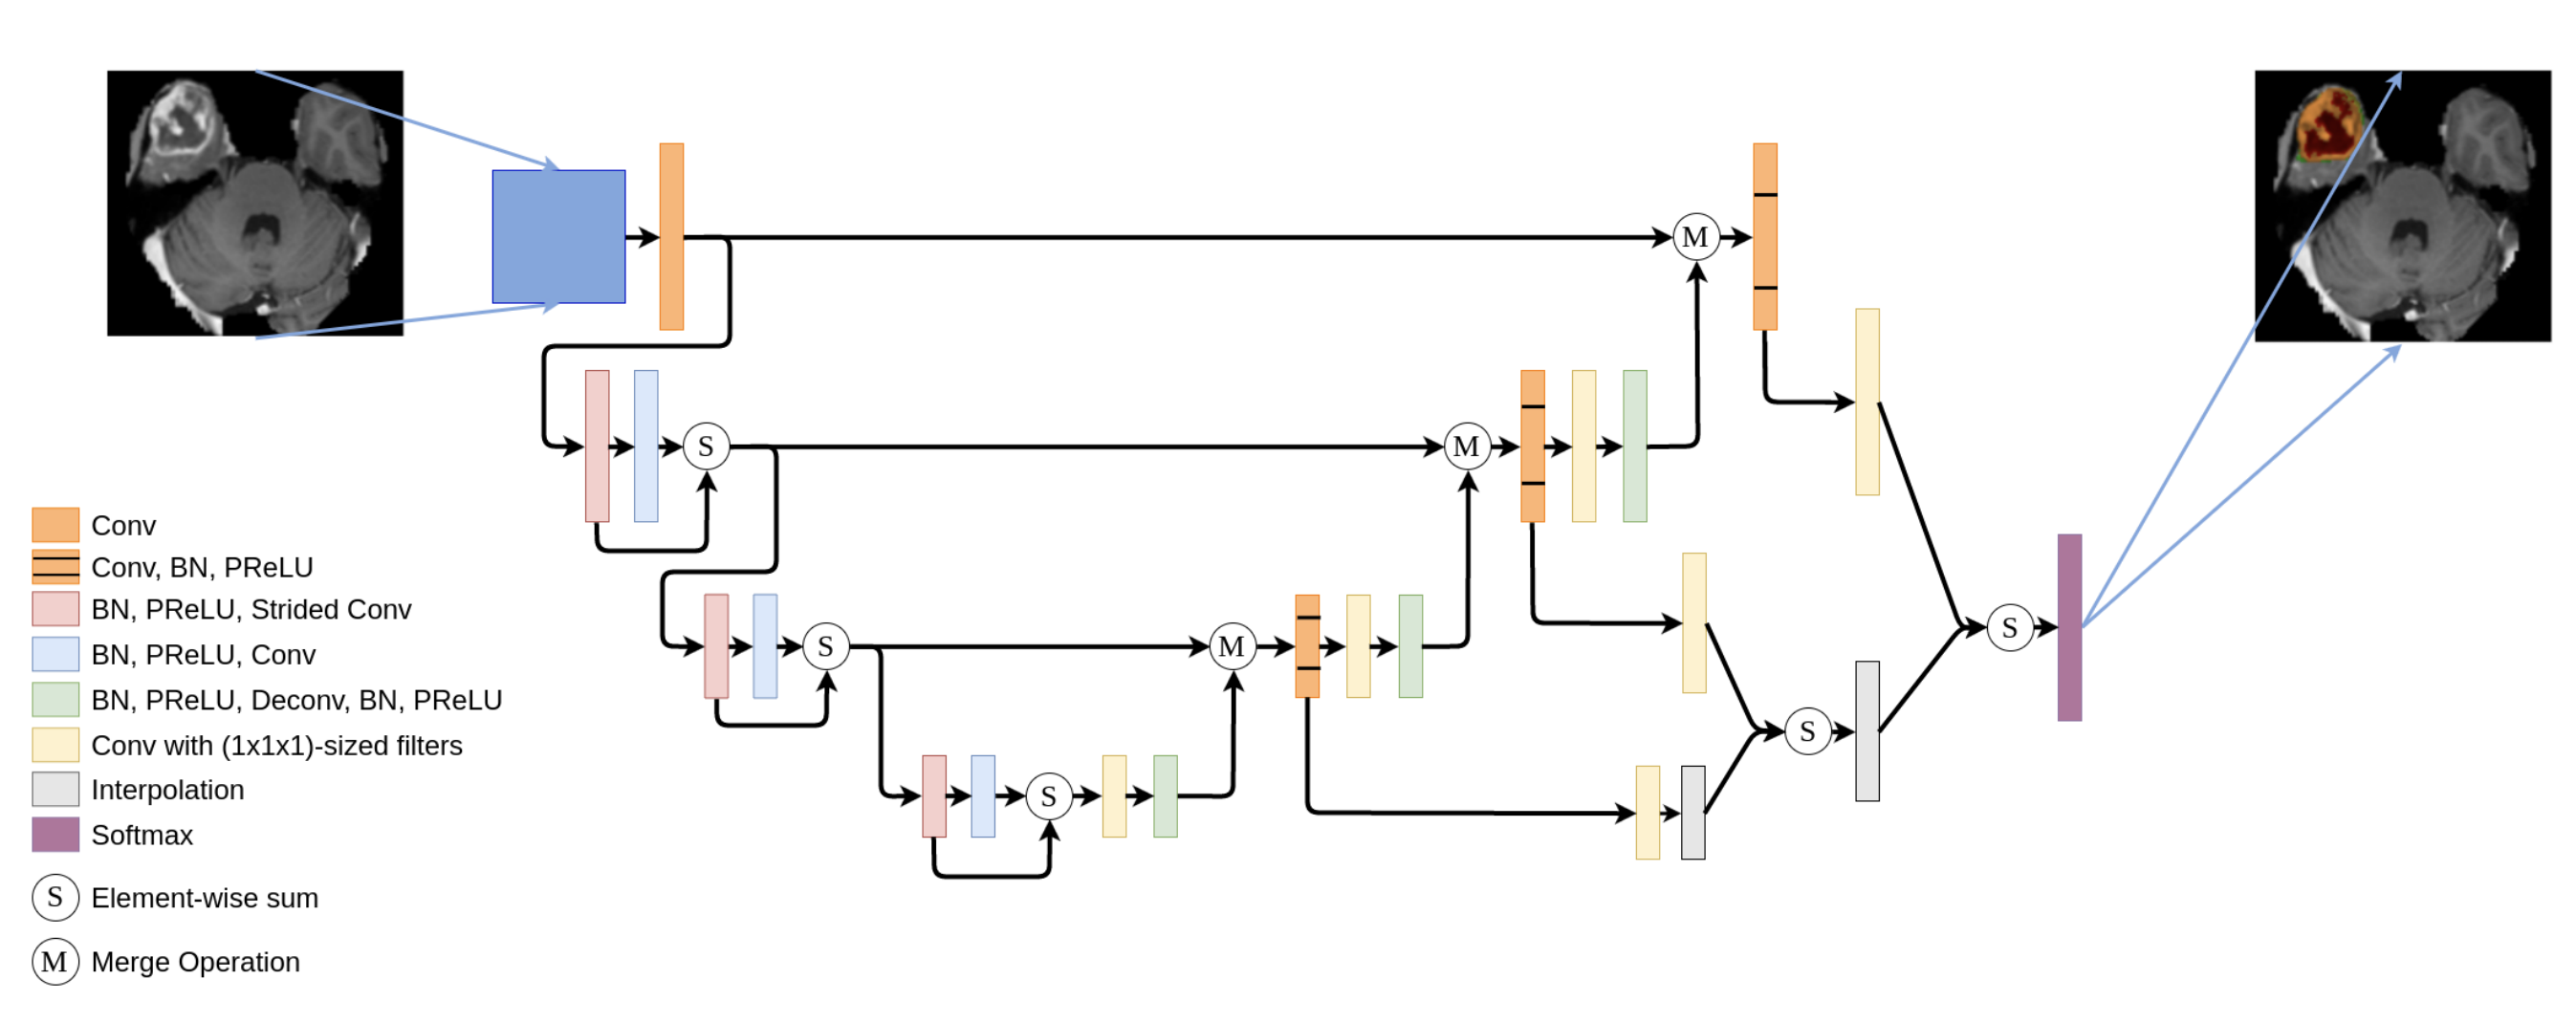 M
S
M
S
M
S
S
S
Conv
Conv, BN, PReLU
BN, PReLU, Strided Conv
BN, PReLU, Conv
BN, PReLU, Deconv, BN, PReLU
Conv with (1x1x1)-sized filters
Interpolation
Softmax
S Element-wise sum
M Merge Operation